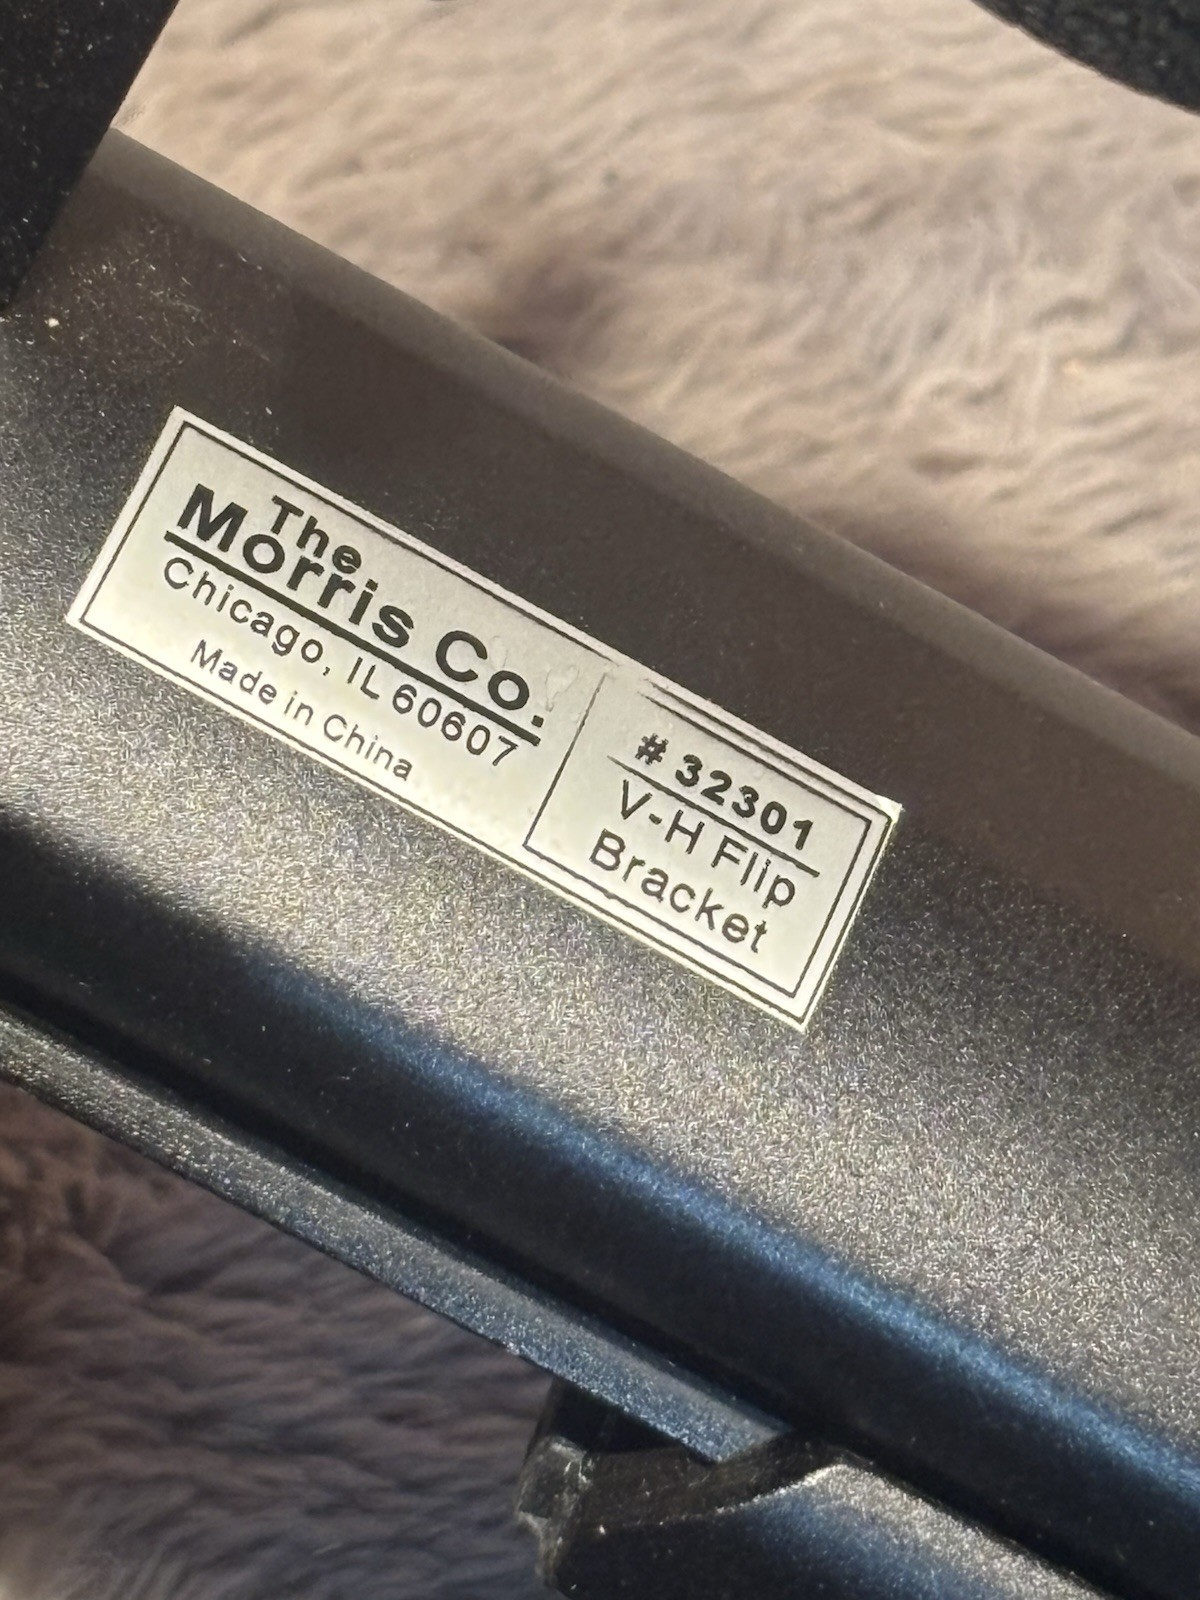 The
Morris Co.
Chicago, IL 60607
Made in China
# 32301
V-H Flip
Bracket